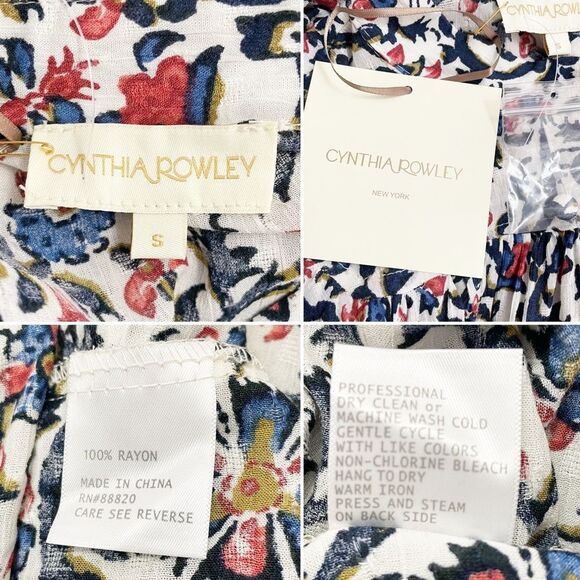 CYNTHIA ROWLEY
S
CYNTHIA ROWLEY
NEW YORK
CYNTHIA ROWLEY
S
100% RAYON
MADE IN CHINA
RN#88820
CARE SEE REVERSE
PROFESSIONAL
DRY CLEAN or
MACHINE WASH COLD
GENTLE CYCLE
WITH LIKE COLORS
NON-CHLORINE BLEACH
HANG TO DRY
WARM IRON
PRESS AND STEAM
ON BACK SIDE